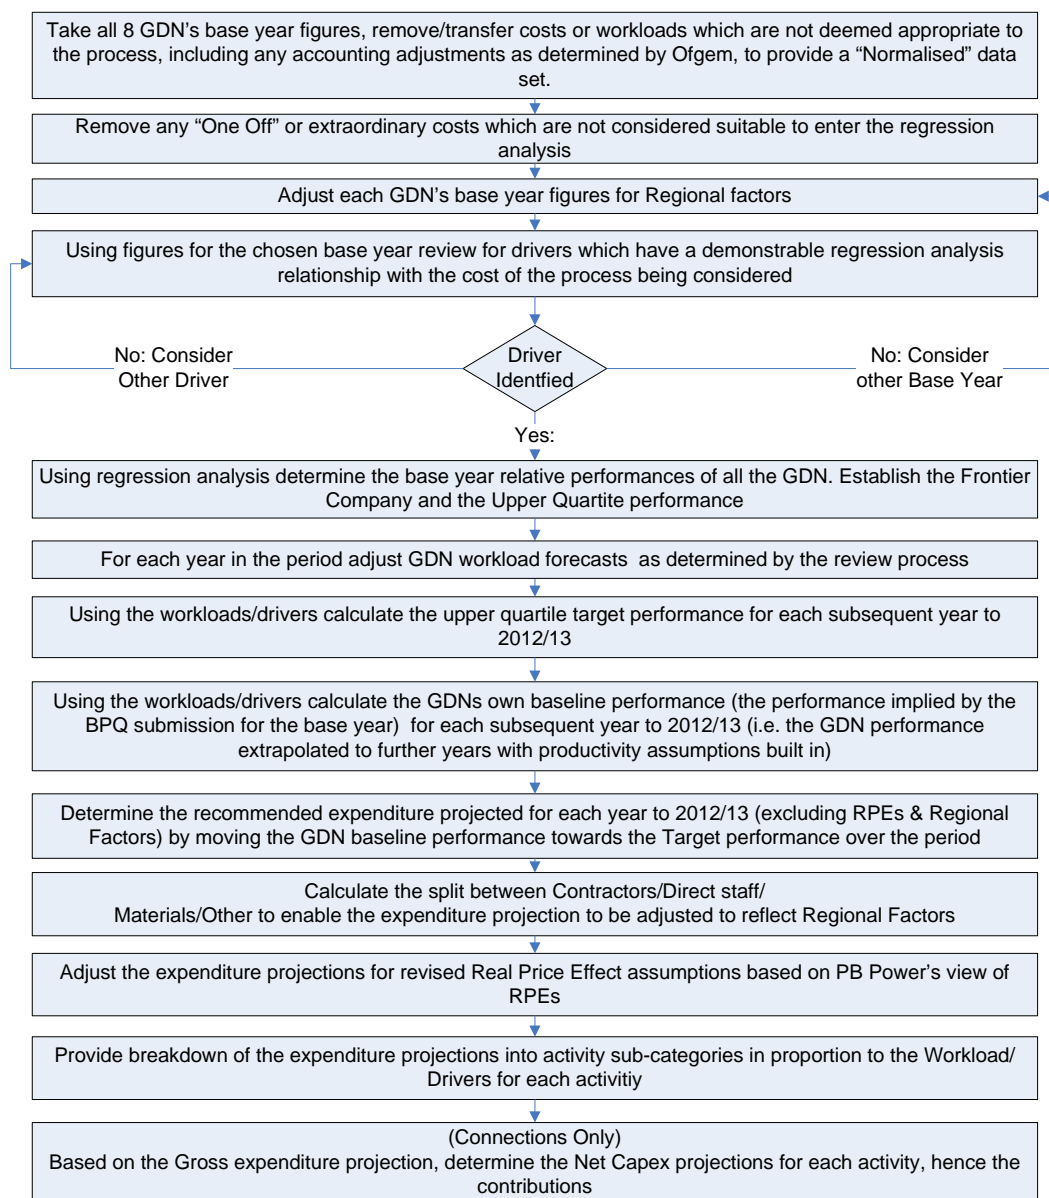 Take all 8 GDN's base year figures, remove/transfer costs or workloads which are not deemed appropriate to
the process, including any accounting adjustments as determined by Ofgem, to provide a “Normalised” data
set.
Remove any “One Off” or extraordinary costs which are not considered suitable to enter the regression
analysis
Adjust each GDN's base year figures for Regional factors
Using figures for the chosen base year review for drivers which have a demonstrable regression analysis
relationship with the cost of the process being considered
No: Consider
Other Driver
Driver
Identfied
No: Consider
other Base Year
Yes:
Using regression analysis determine the base year relative performances of all the GDN. Establish the Frontier
Company and the Upper Quartite performance
For each year in the period adjust GDN workload forecasts as determined by the review process
Using the workloads/drivers calculate the upper quartile target performance for each subsequent year to
2012/13
Using the workloads/drivers calculate the GDNs own baseline performance (the performance implied by the
BPQ submission for the base year) for each subsequent year to 2012/13 (i.e. the GDN performance
extrapolated to further years with productivity assumptions built in)
Determine the recommended expenditure projected for each year to 2012/13 (excluding RPEs & Regional
Factors) by moving the GDN baseline performance towards the Target performance over the period
Calculate the split between Contractors/Direct staff/
Materials/Other to enable the expenditure projection to be adjusted to reflect Regional Factors
Adjust the expenditure projections for revised Real Price Effect assumptions based on PB Power's view of
RPEs
Provide breakdown of the expenditure projections into activity sub-categories in proportion to the Workload/
Drivers for each activitiy
(Connections Only)
Based on the Gross expenditure projection, determine the Net Capex projections for each activity, hence the
contributions